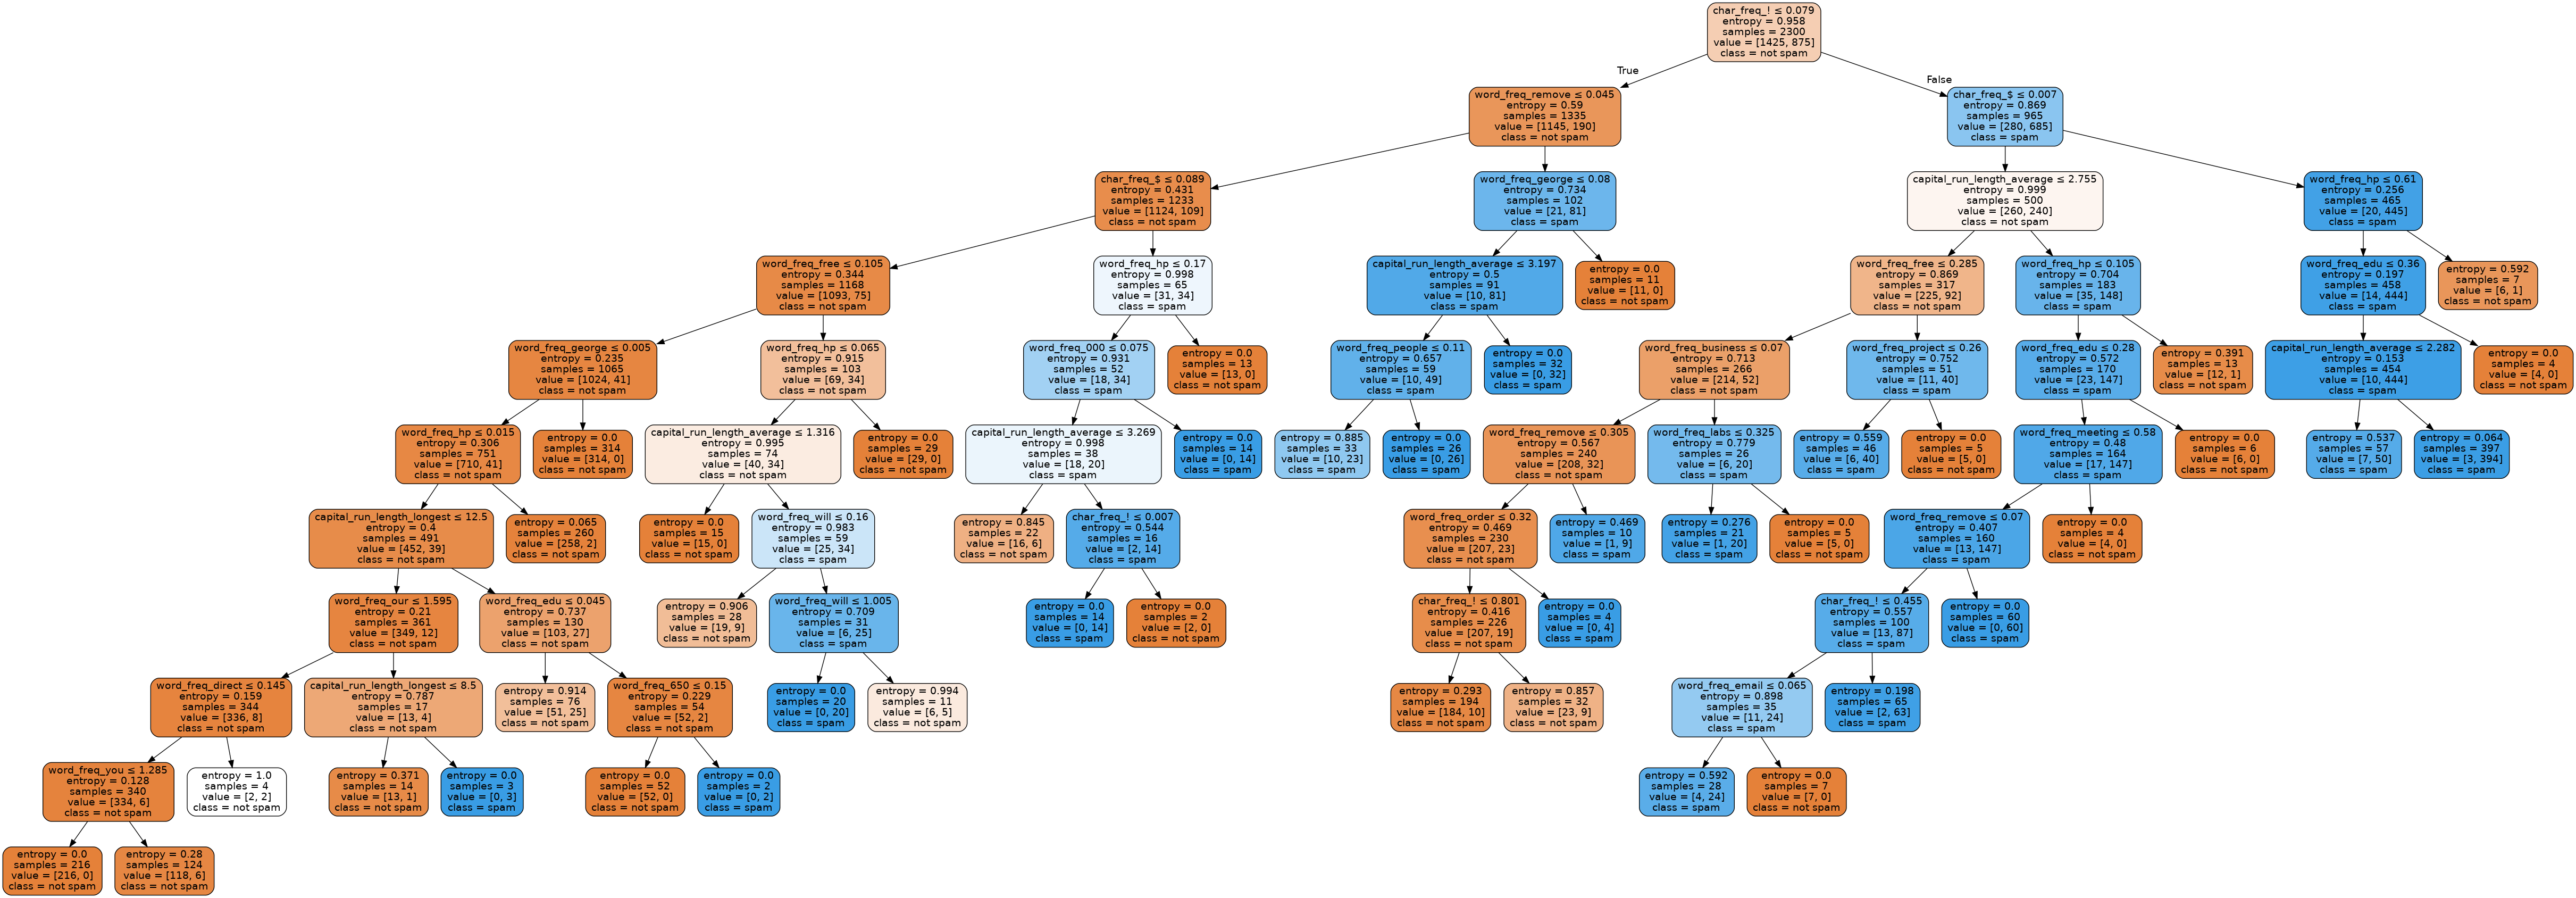 char_freq_! ≤ 0.079
entropy = 0.958
samples = 2300
value = [1425, 875]
class = not spam
True
False
word_freq_remove ≤ 0.045
entropy = 0.59
samples = 1335
value = [1145, 190]
class = not spam
char_freq_$ ≤ 0.007
entropy = 0.869
samples = 965
value = [280, 685]
class = spam
char_freq_$ ≤ 0.089
entropy = 0.431
samples = 1233
value = [1124, 109]
class = not spam
word_freq_george ≤ 0.08
entropy = 0.734
samples = 102
value = [21, 81]
class = spam
capital_run_length_average ≤ 2.755
entropy = 0.999
samples = 500
value = [260, 240]
class = not spam
word_freq_hp ≤ 0.61
entropy = 0.256
samples = 465
value = [20, 445]
class = spam
word_freq_free ≤ 0.105
entropy = 0.344
samples = 1168
value = [1093, 75]
class = not spam
word_freq_hp ≤ 0.17
entropy = 0.998
samples = 65
value = [31, 34]
class = spam
capital_run_length_average ≤ 3.197
entropy = 0.5
samples = 91
value = [10, 81]
class = spam
entropy = 0.0
samples = 11
value = [11, 0]
class = not spam
word_freq_free ≤ 0.285
entropy = 0.869
samples = 317
value = [225, 92]
class = not spam
word_freq_hp ≤ 0.105
entropy = 0.704
samples = 183
value = [35, 148]
class = spam
word_freq_edu ≤ 0.36
entropy = 0.197
samples = 458
value = [14, 444]
class = spam
entropy = 0.592
samples = 7
value = [6, 1]
class = not spam
word_freq_george ≤ 0.005
entropy = 0.235
samples = 1065
value = [1024, 41]
class = not spam
word_freq_hp ≤ 0.065
entropy = 0.915
samples = 103
value = [69, 34]
class = not spam
word_freq_000 ≤ 0.075
entropy = 0.931
samples = 52
value = [18, 34]
class = spam
entropy = 0.0
samples = 13
value = [13, 0]
class = not spam
word_freq_people ≤ 0.11
entropy = 0.657
samples = 59
value = [10, 49]
class = spam
entropy = 0.0
samples = 32
value = [0, 32]
class = spam
word_freq_business ≤ 0.07
entropy = 0.713
samples = 266
value = [214, 52]
class = not spam
word_freq_project ≤ 0.26
entropy = 0.752
samples = 51
value = [11, 40]
class = spam
word_freq_edu ≤ 0.28
entropy = 0.572
samples = 170
value = [23, 147]
class = spam
entropy = 0.391
samples = 13
value = [12, 1]
class = not spam
capital_run_length_average ≤ 2.282
entropy = 0.153
samples = 454
value = [10, 444]
class = spam
entropy = 0.0
samples = 4
value = [4, 0]
class = not spam
word_freq_hp ≤ 0.015
entropy = 0.306
samples = 751
value = [710, 41]
class = not spam
entropy = 0.0
samples = 314
value = [314, 0]
class = not spam
capital_run_length_average ≤ 1.316
entropy = 0.995
samples = 74
value = [40, 34]
class = not spam
entropy = 0.0
samples = 29
value = [29, 0]
class = not spam
capital_run_length_average ≤ 3.269
entropy = 0.998
samples = 38
value = [18, 20]
class = spam
entropy = 0.0
samples = 14
value = [0, 14]
class = spam
entropy = 0.885
samples = 33
value = [10, 23]
class = spam
entropy = 0.0
samples = 26
value = [0, 26]
class = spam
word_freq_remove ≤ 0.305
entropy = 0.567
samples = 240
value = [208, 32]
class = not spam
word_freq_labs ≤ 0.325
entropy = 0.779
samples = 26
value = [6, 20]
class = spam
entropy = 0.559
samples = 46
value = [6, 40]
class = spam
entropy = 0.0
samples = 5
value = [5, 0]
class = not spam
word_freq_meeting ≤ 0.58
entropy = 0.48
samples = 164
value = [17, 147]
class = spam
entropy = 0.0
samples = 6
value = [6, 0]
class = not spam
entropy = 0.537
samples = 57
value = [7, 50]
class = spam
entropy = 0.064
samples = 397
value = [3, 394]
class = spam
capital_run_length_longest ≤ 12.5
entropy = 0.4
samples = 491
value = [452, 39]
class = not spam
entropy = 0.065
samples = 260
value = [258, 2]
class = not spam
entropy = 0.0
samples = 15
value = [15, 0]
class = not spam
word_freq_will ≤ 0.16
entropy = 0.983
samples = 59
value = [25, 34]
class = spam
entropy = 0.845
samples = 22
value = [16, 6]
class = not spam
char_freq_! ≤ 0.007
entropy = 0.544
samples = 16
value = [2, 14]
class = spam
word_freq_order ≤ 0.32
entropy = 0.469
samples = 230
value = [207, 23]
class = not spam
entropy = 0.469
samples = 10
value = [1, 9]
class = spam
entropy = 0.276
samples = 21
value = [1, 20]
class = spam
entropy = 0.0
samples = 5
value = [5, 0]
class = not spam
word_freq_remove ≤ 0.07
entropy = 0.407
samples = 160
value = [13, 147]
class = spam
entropy = 0.0
samples = 4
value = [4, 0]
class = not spam
word_freq_our ≤ 1.595
entropy = 0.21
samples = 361
value = [349, 12]
class = not spam
word_freq_edu ≤ 0.045
entropy = 0.737
samples = 130
value = [103, 27]
class = not spam
entropy = 0.906
samples = 28
value = [19, 9]
class = not spam
word_freq_will ≤ 1.005
entropy = 0.709
samples = 31
value = [6, 25]
class = spam
entropy = 0.0
samples = 14
value = [0, 14]
class = spam
entropy = 0.0
samples = 2
value = [2, 0]
class = not spam
char_freq_! ≤ 0.801
entropy = 0.416
samples = 226
value = [207, 19]
class = not spam
entropy = 0.0
samples = 4
value = [0, 4]
class = spam
char_freq_! ≤ 0.455
entropy = 0.557
samples = 100
value = [13, 87]
class = spam
entropy = 0.0
samples = 60
value = [0, 60]
class = spam
word_freq_direct ≤ 0.145
entropy = 0.159
samples = 344
value = [336, 8]
class = not spam
capital_run_length_longest ≤ 8.5
entropy = 0.787
samples = 17
value = [13, 4]
class = not spam
entropy = 0.914
samples = 76
value = [51, 25]
class = not spam
word_freq_650 ≤ 0.15
entropy = 0.229
samples = 54
value = [52, 2]
class = not spam
entropy = 0.0
samples = 20
value = [0, 20]
class = spam
entropy = 0.994
samples = 11
value = [6, 5]
class = not spam
entropy = 0.293
samples = 194
value = [184, 10]
class = not spam
entropy = 0.857
samples = 32
value = [23, 9]
class = not spam
word_freq_email ≤ 0.065
entropy = 0.898
samples = 35
value = [11, 24]
class = spam
entropy = 0.198
samples = 65
value = [2, 63]
class = spam
word_freq_you ≤ 1.285
entropy = 0.128
samples = 340
value = [334, 6]
class = not spam
entropy = 1.0
samples = 4
value = [2, 2]
class = not spam
entropy = 0.371
samples = 14
value = [13, 1]
class = not spam
entropy = 0.0
samples = 3
value = [0, 3]
class = spam
entropy = 0.0
samples = 52
value = [52, 0]
class = not spam
entropy = 0.0
samples = 2
value = [0, 2]
class = spam
entropy = 0.592
samples = 28
value = [4, 24]
class = spam
entropy = 0.0
samples = 7
value = [7, 0]
class = not spam
entropy = 0.0
samples = 216
value = [216, 0]
class = not spam
entropy = 0.28
samples = 124
value = [118, 6]
class = not spam